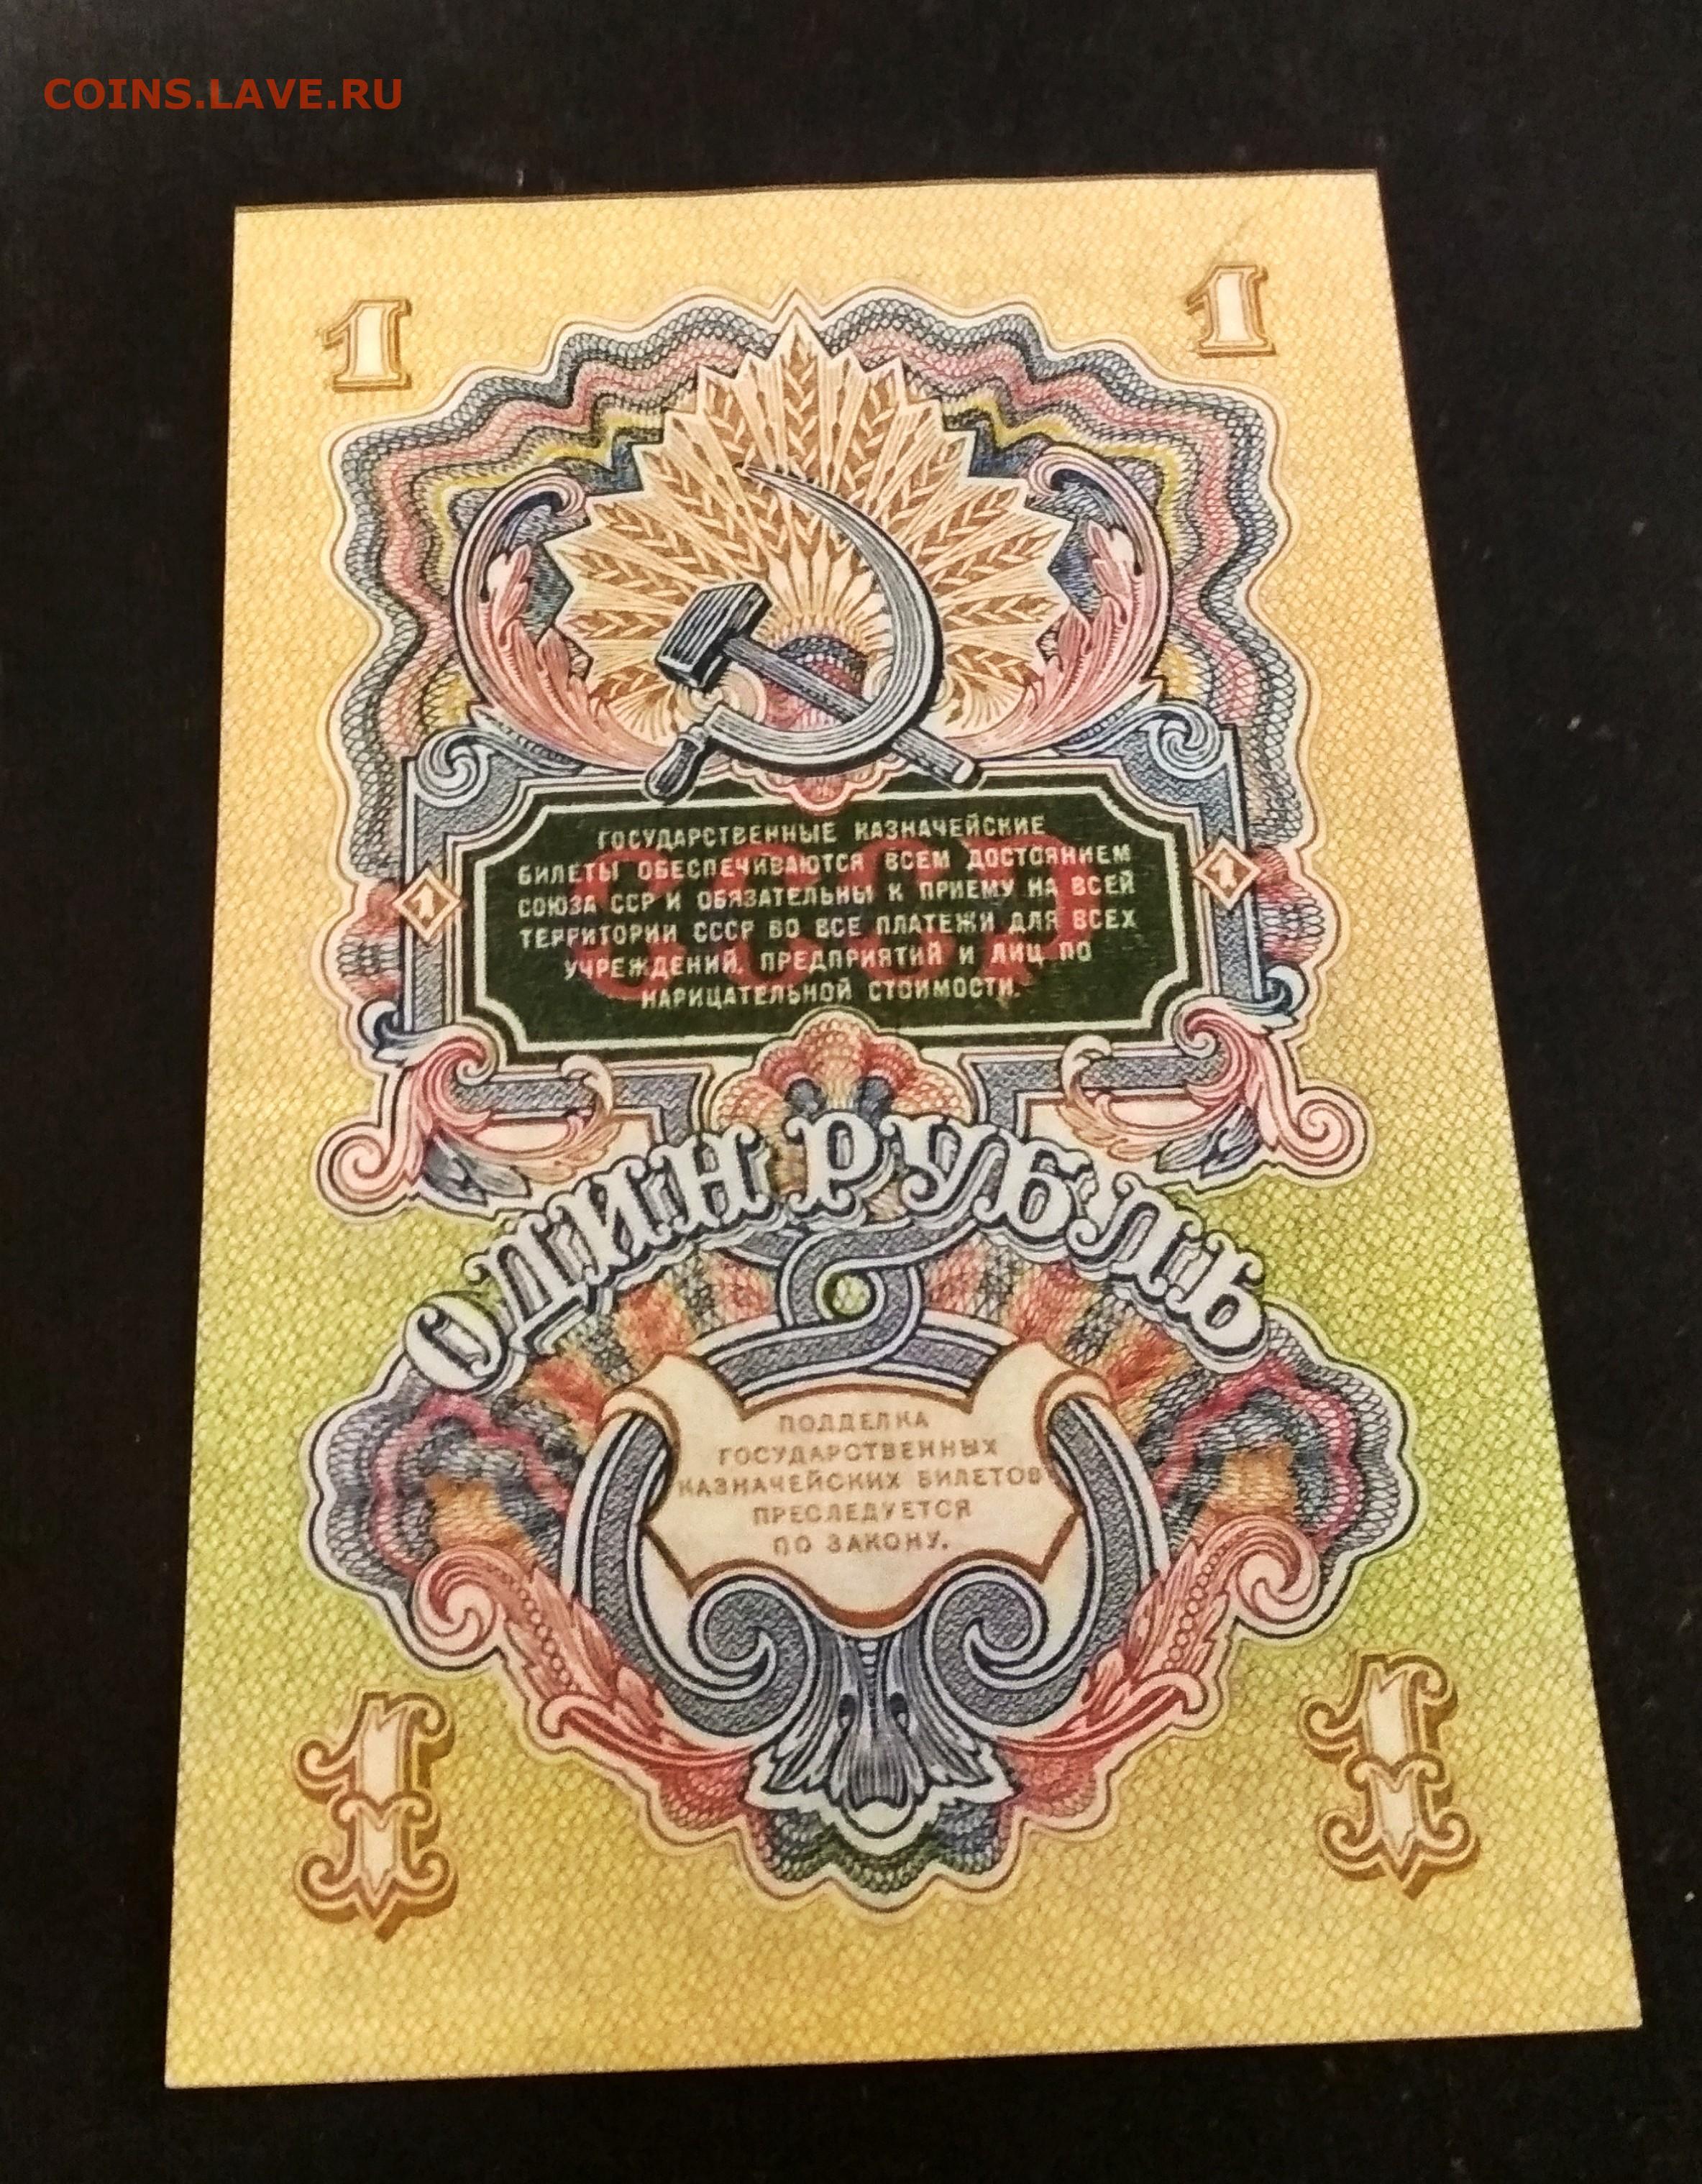 COINS.LAVE.RU
1 1
ГОСУДАРСТВЕННЫЕ КАЗНАЧЕЙСКИЕ
БИЛЕТЫ ОБЕСПЕЧИВАЮТСЯ ВСЕМ ДОСТОЯНИЕМ
СОЮЗА ССР И ОБЯЗАТЕЛЬНЫ К ПРИЕМУ НА ВСЕЙ
1 ТЕРРИТОРИИ СССР ВО ВСЕ ПЛАТЕЖИ ДЛЯ ВСЕХ 1
УЧРЕЖДЕНИЙ, ПРЕДПРИЯТИЙ И ЛИЦ ПО
НАРИЦАТЕЛЬНОЙ СТОИМОСТИ.
СССР
ОДИН РУБЛЬ
ПОДДЕЛКА
ГОСУДАРСТВЕННЫХ
КАЗНАЧЕЙСКИХ БИЛЕТОВ
ПРЕСЛЕДУЕТСЯ
ПО ЗАКОНУ.
1 1